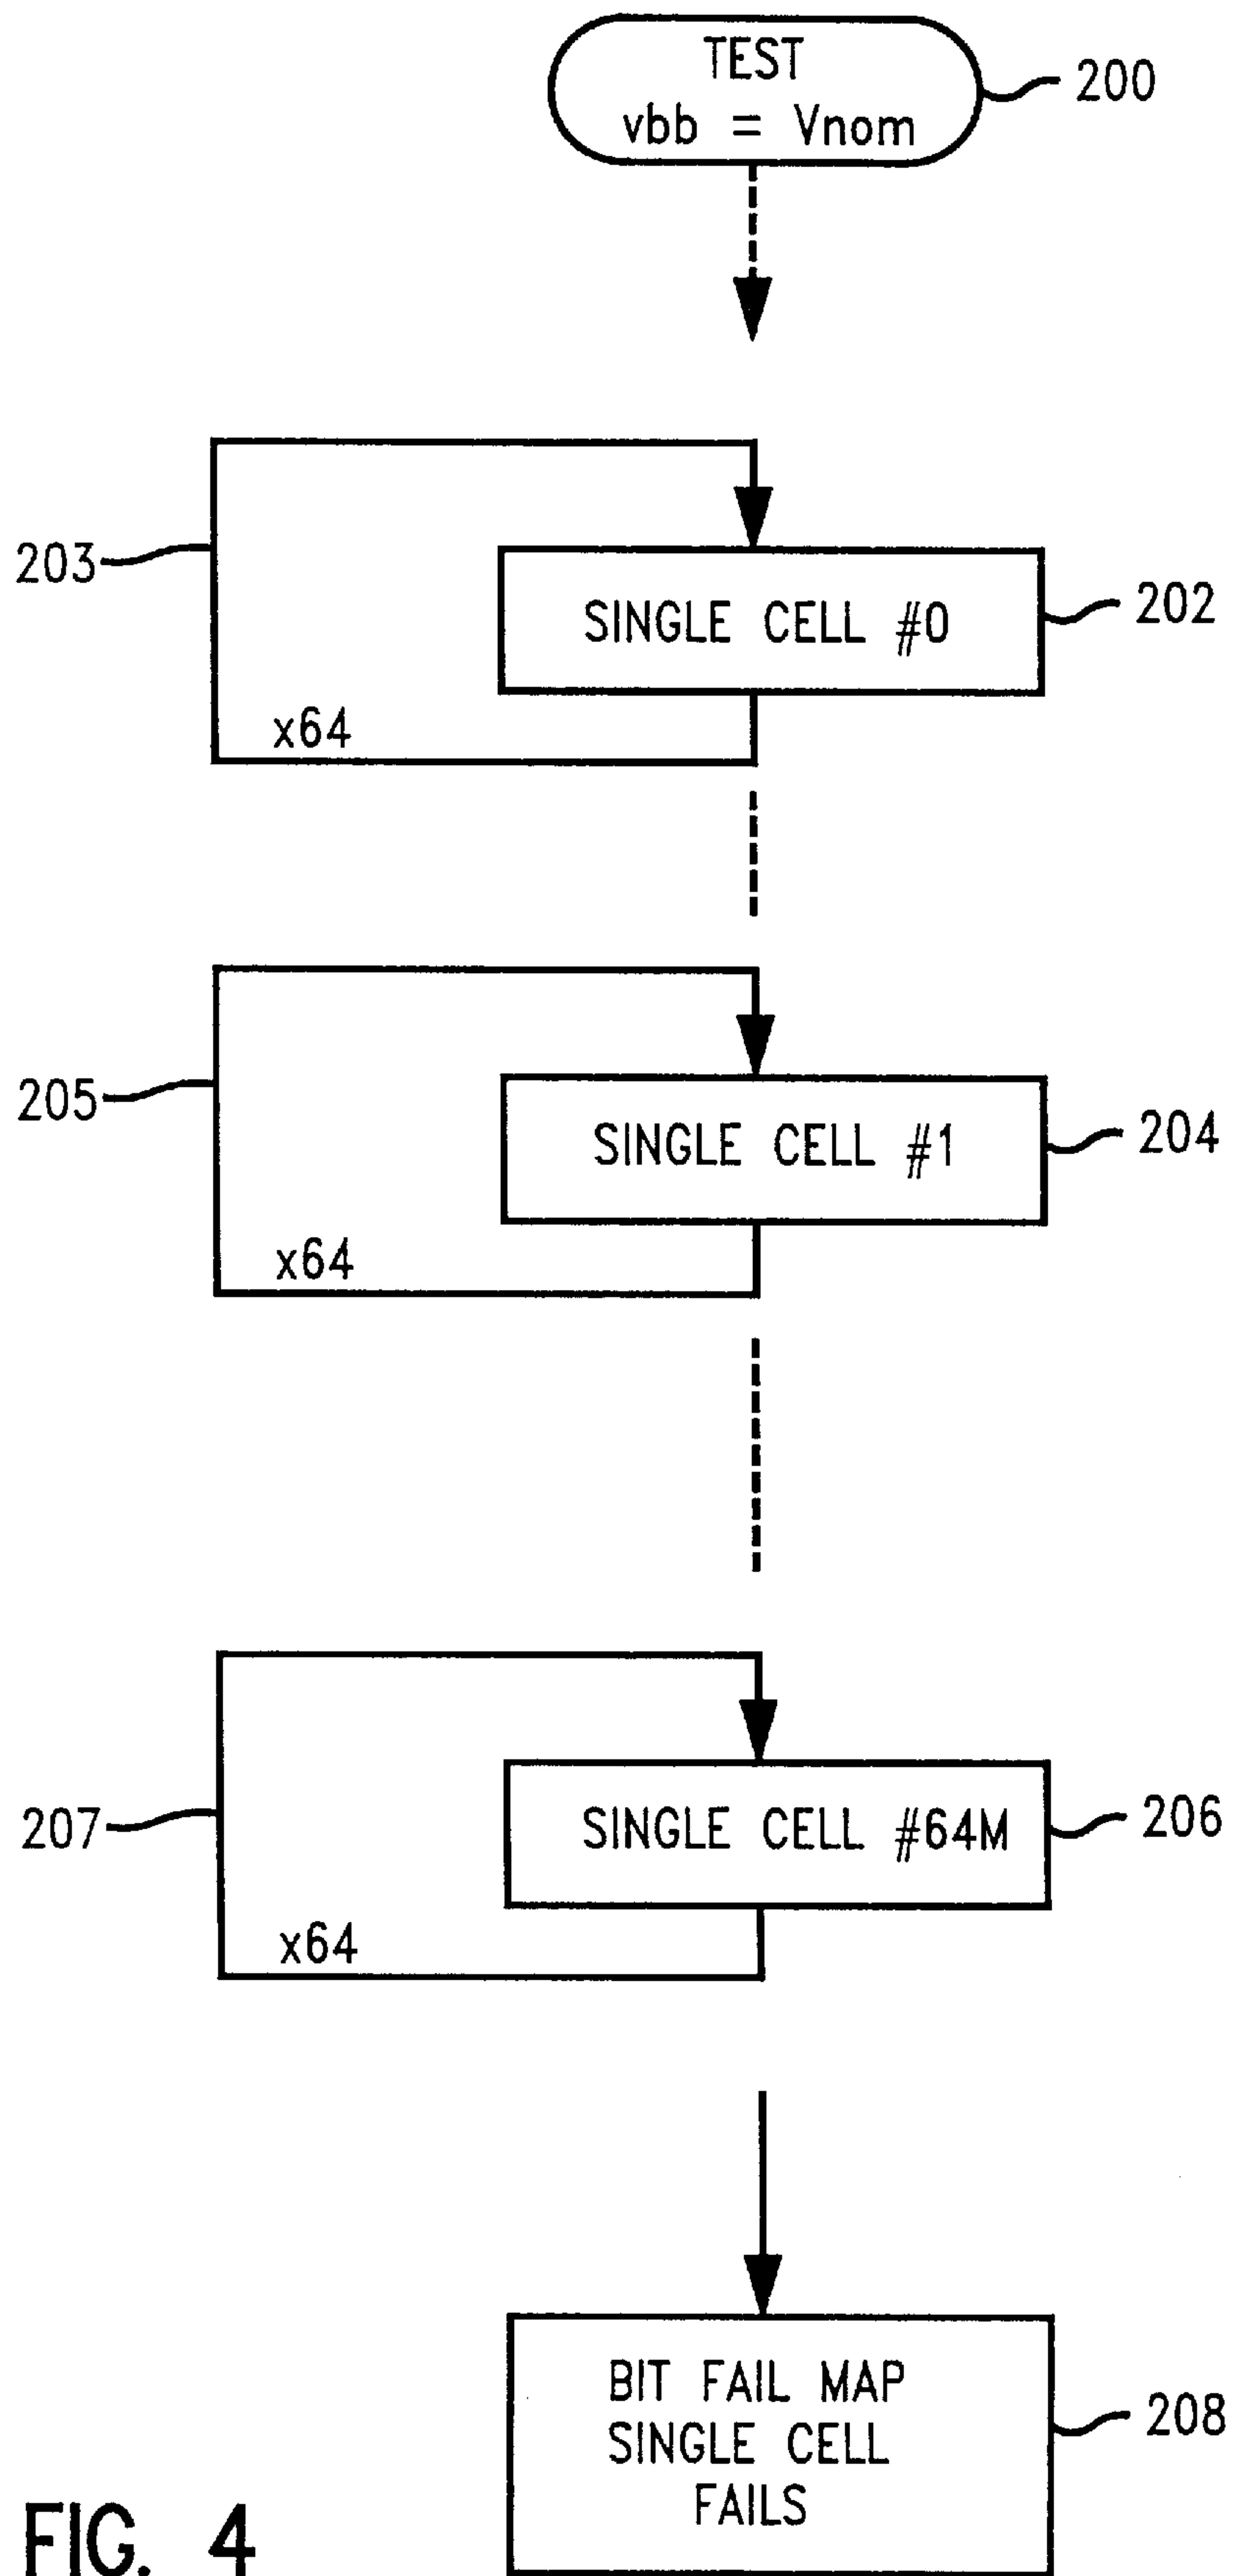 TEST
vbb = Vnom
200
203
SINGLE CELL #0
202
x64
205
SINGLE CELL #1
204
x64
207
SINGLE CELL #64M
206
x64
BIT FAIL MAP
SINGLE CELL
FAILS
208
FIG. 4